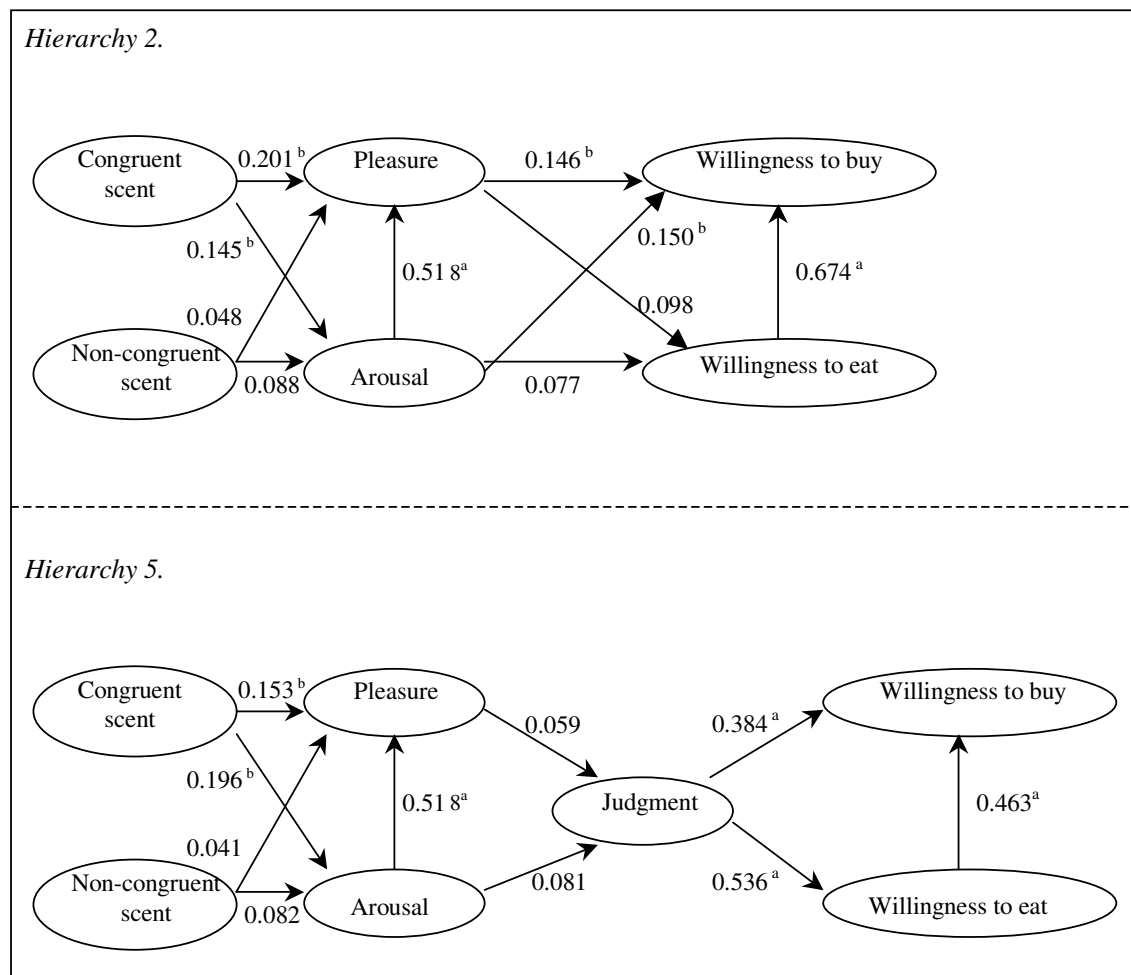 Hierarchy 2.
Congruent
scent
0.201 b
Pleasure
0.146 b
Willingness to buy
0.145 b
0.150 b
0.518a
0.674 a
0.048
0.098
Non-congruent
scent
0.088
Arousal
0.077
Willingness to eat
Hierarchy 5.
Congruent
scent
0.153 b
Pleasure
0.059
0.384 a
Willingness to buy
0.196 b
0.518a
Judgment
0.463a
0.041
Non-congruent
scent
0.082
Arousal
0.081
0.536 a
Willingness to eat